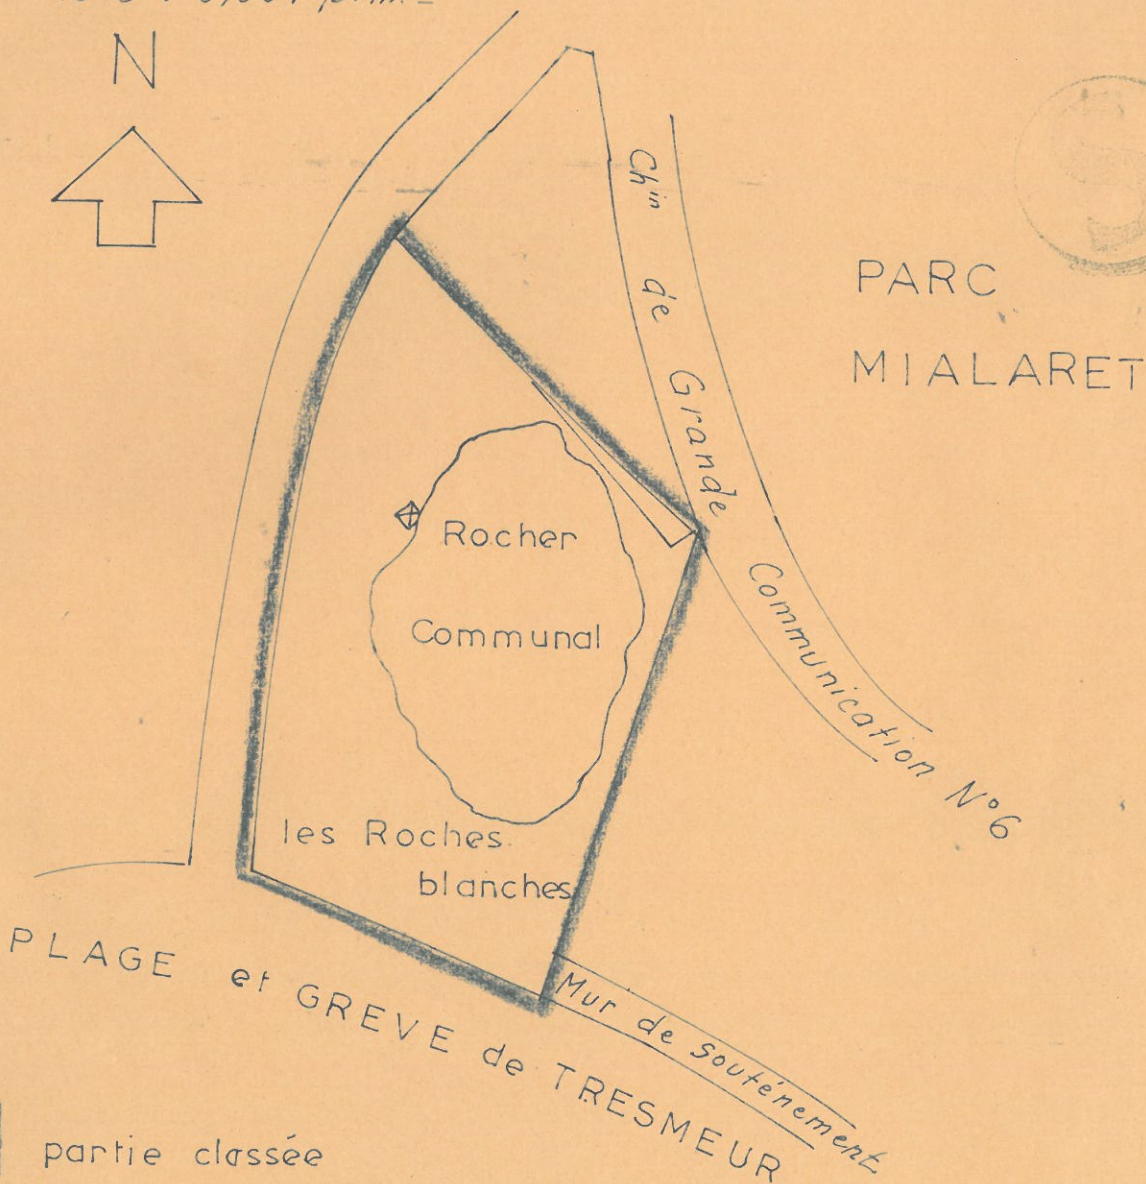 N
Chin de Grande Communication N°6
PARC
MIALARET
Rocher
Communal
les Roches
blanches
PLAGE et GREVE de TRESMEUR
Mur de souténement
partie classée